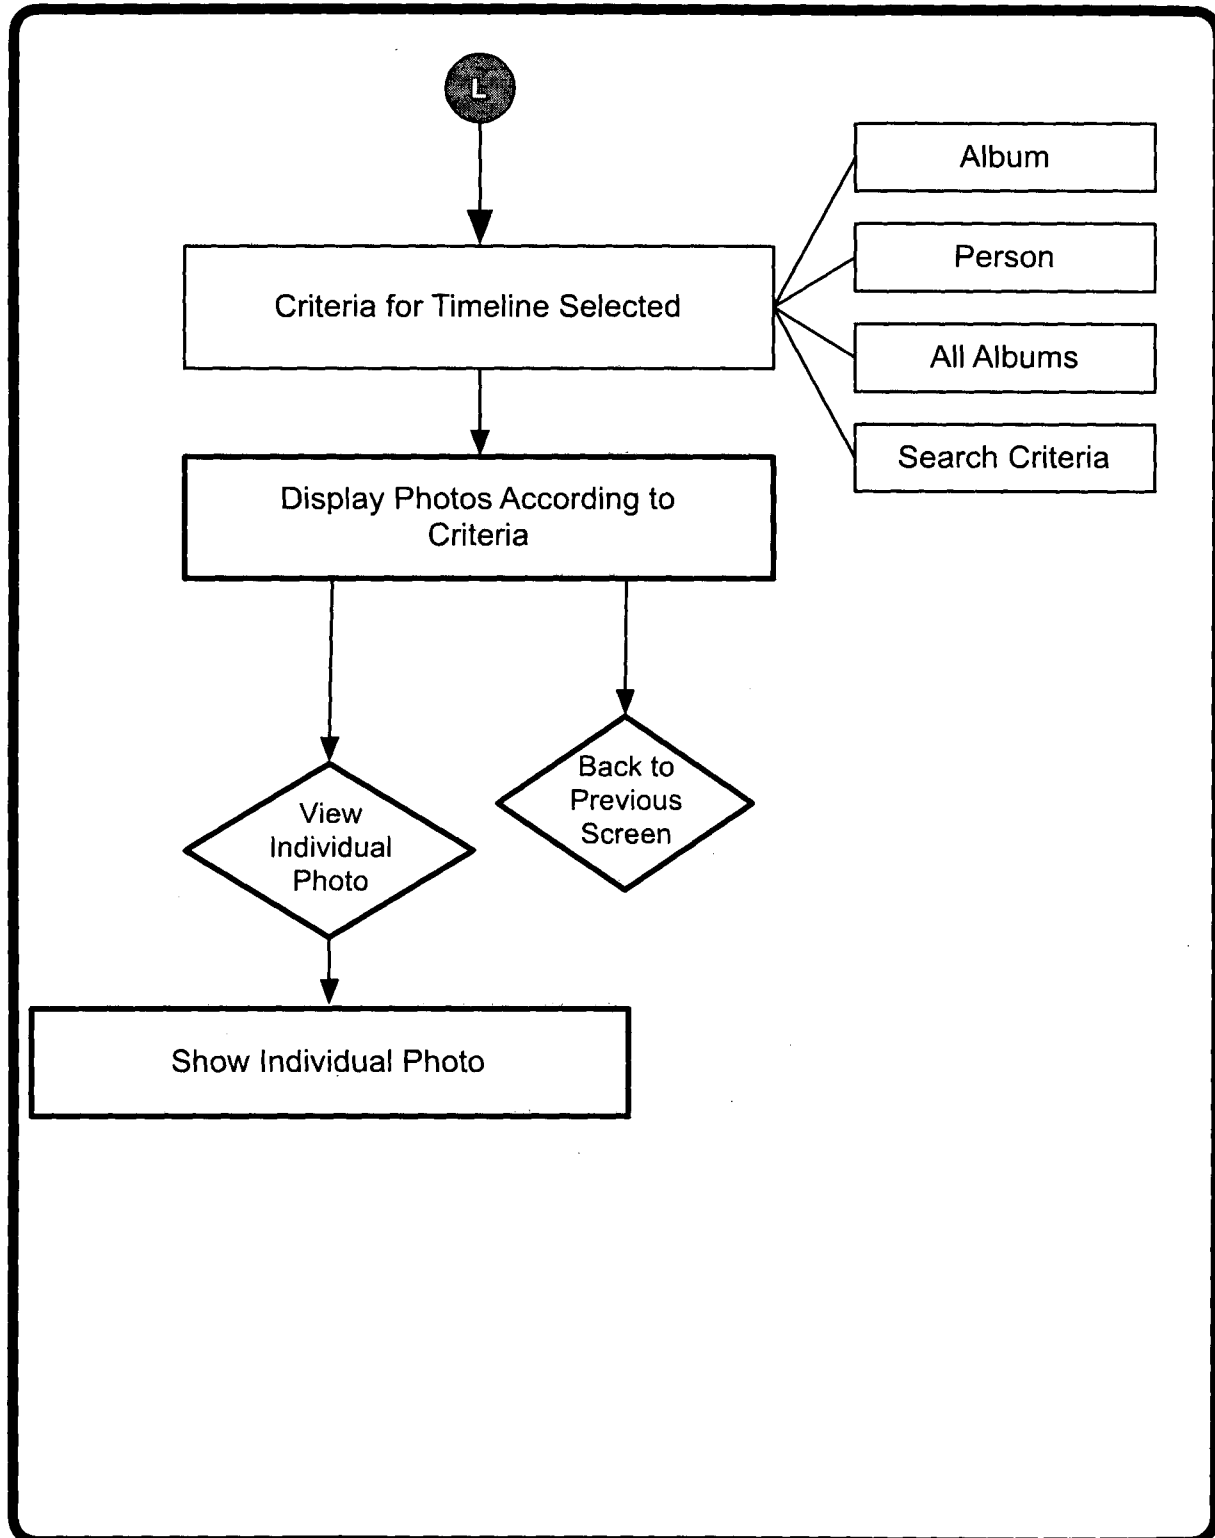 L
Album
Person
Criteria for Timeline Selected
All Albums
Search Criteria
Display Photos According to
Criteria
Back to
Previous
Screen
View
Individual
Photo
Show Individual Photo